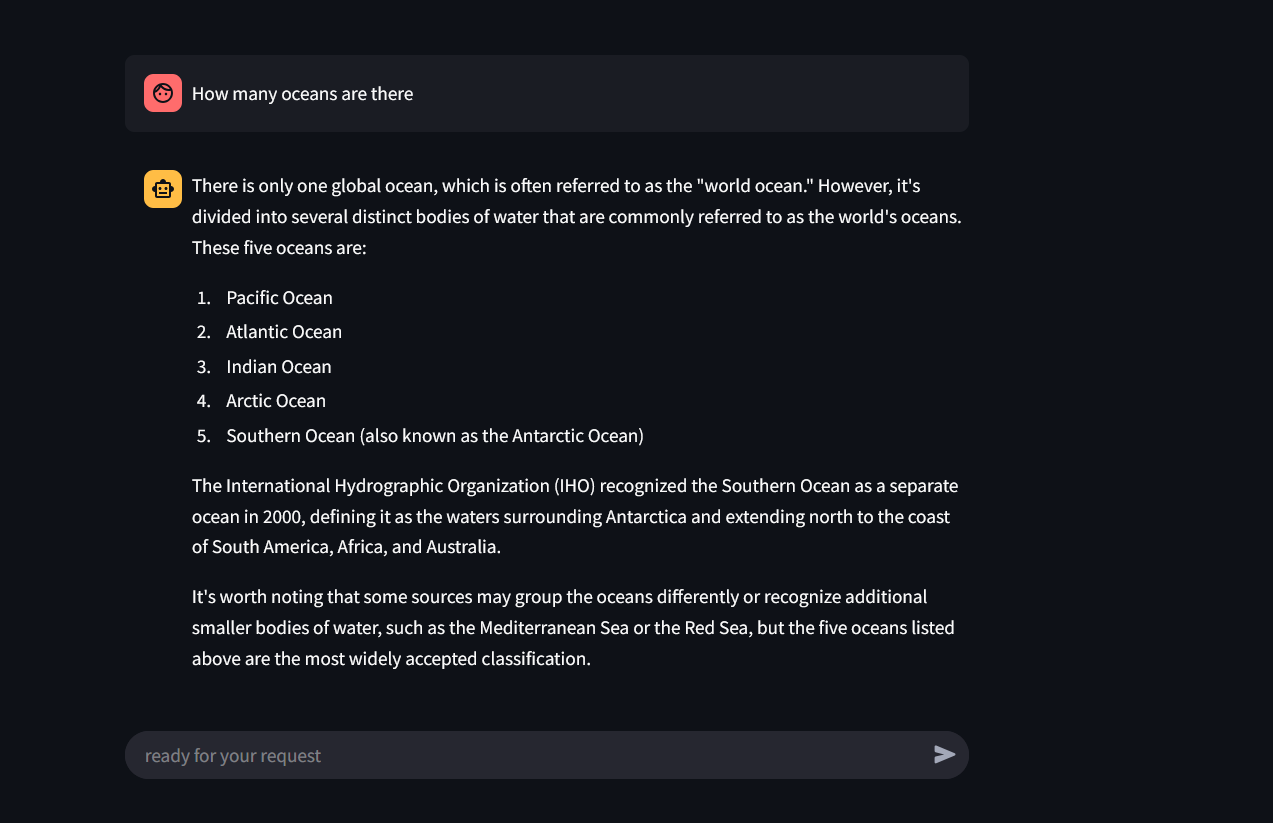 How many oceans are there
There is only one global ocean, which is often referred to as the "world ocean." However, it's
divided into several distinct bodies of water that are commonly referred to as the world's oceans.
These five oceans are:
1. Pacific Ocean
2. Atlantic Ocean
3. Indian Ocean
4. Arctic Ocean
5. Southern Ocean (also known as the Antarctic Ocean)
The International Hydrographic Organization (IHO) recognized the Southern Ocean as a separate
ocean in 2000, defining it as the waters surrounding Antarctica and extending north to the coast
of South America, Africa, and Australia.
It's worth noting that some sources may group the oceans differently or recognize additional
smaller bodies of water, such as the Mediterranean Sea or the Red Sea, but the five oceans listed
above are the most widely accepted classification.
ready for your request